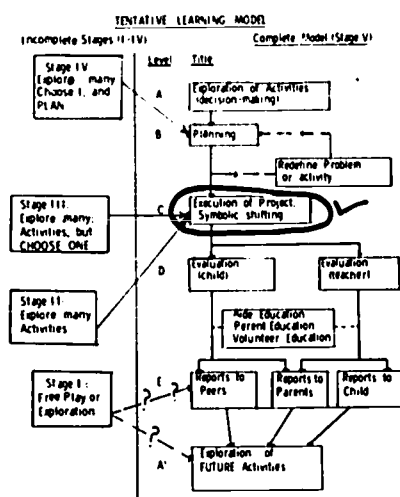 TENTATIVE LEARNING MODEL
Incomplete Stages (I-IV)
Complete Model (Stage V)
Level Title
Stage IV
Explore many
Choose 1, and
PLAN
A
Exploration of Activities
(decision-making)
B
Planning
Redefine Problem
or activity
Stage III:
Explore many;
Activities, but
CHOOSE ONE
C
Execution of Project,
Symbolic shifting
D
Evaluation
(child)
Evaluation
(teacher)
Stage II:
Explore many
Activities
Aide Education
Parent Education
Volunteer Education
Stage I:
Free Play or
Exploration
? ?
E
Reports to
Peers
Reports to
Parents
Reports to
Child
?
A'
Exploration of
FUTURE Activities